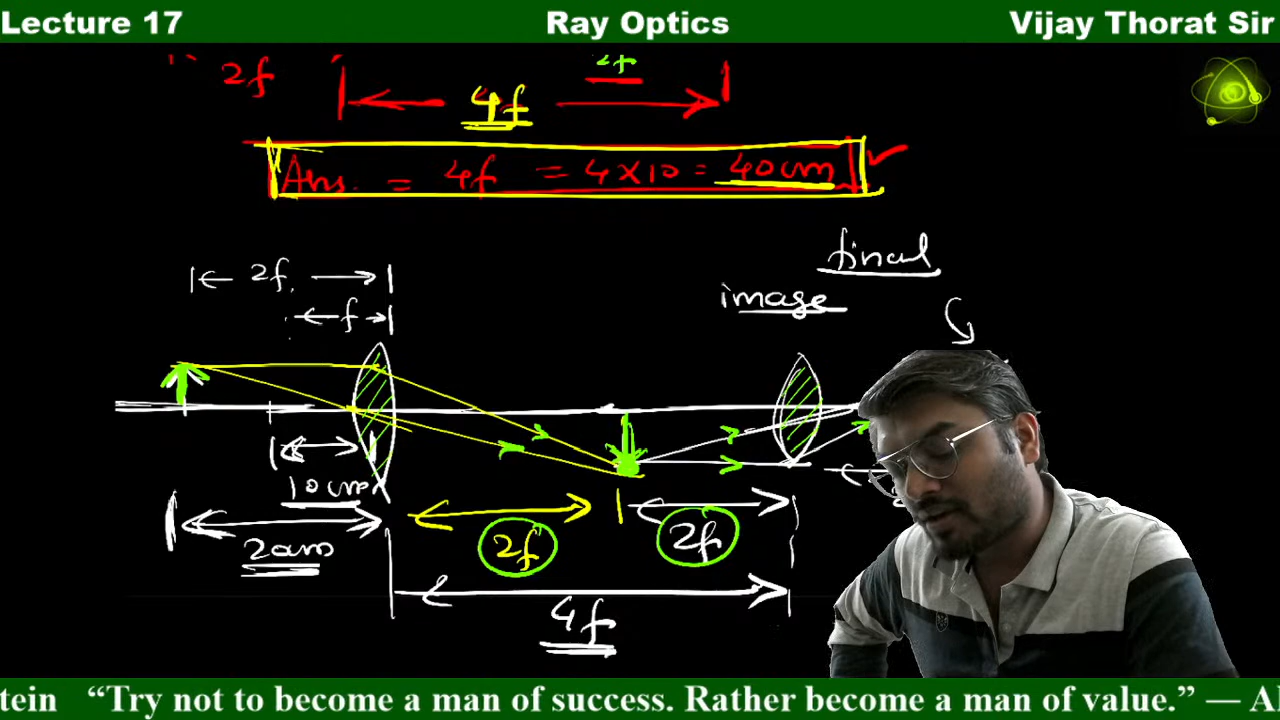 Lecture 17 Ray Optics Vijay Thorat Sir
2f 2f
4f
Ans. = 4f = 4×10 = 40cm
final
image
2f
f
10cm
20cm
2f 2f
4f
tein “Try not to become a man of success. Rather become a man of value.” — Al